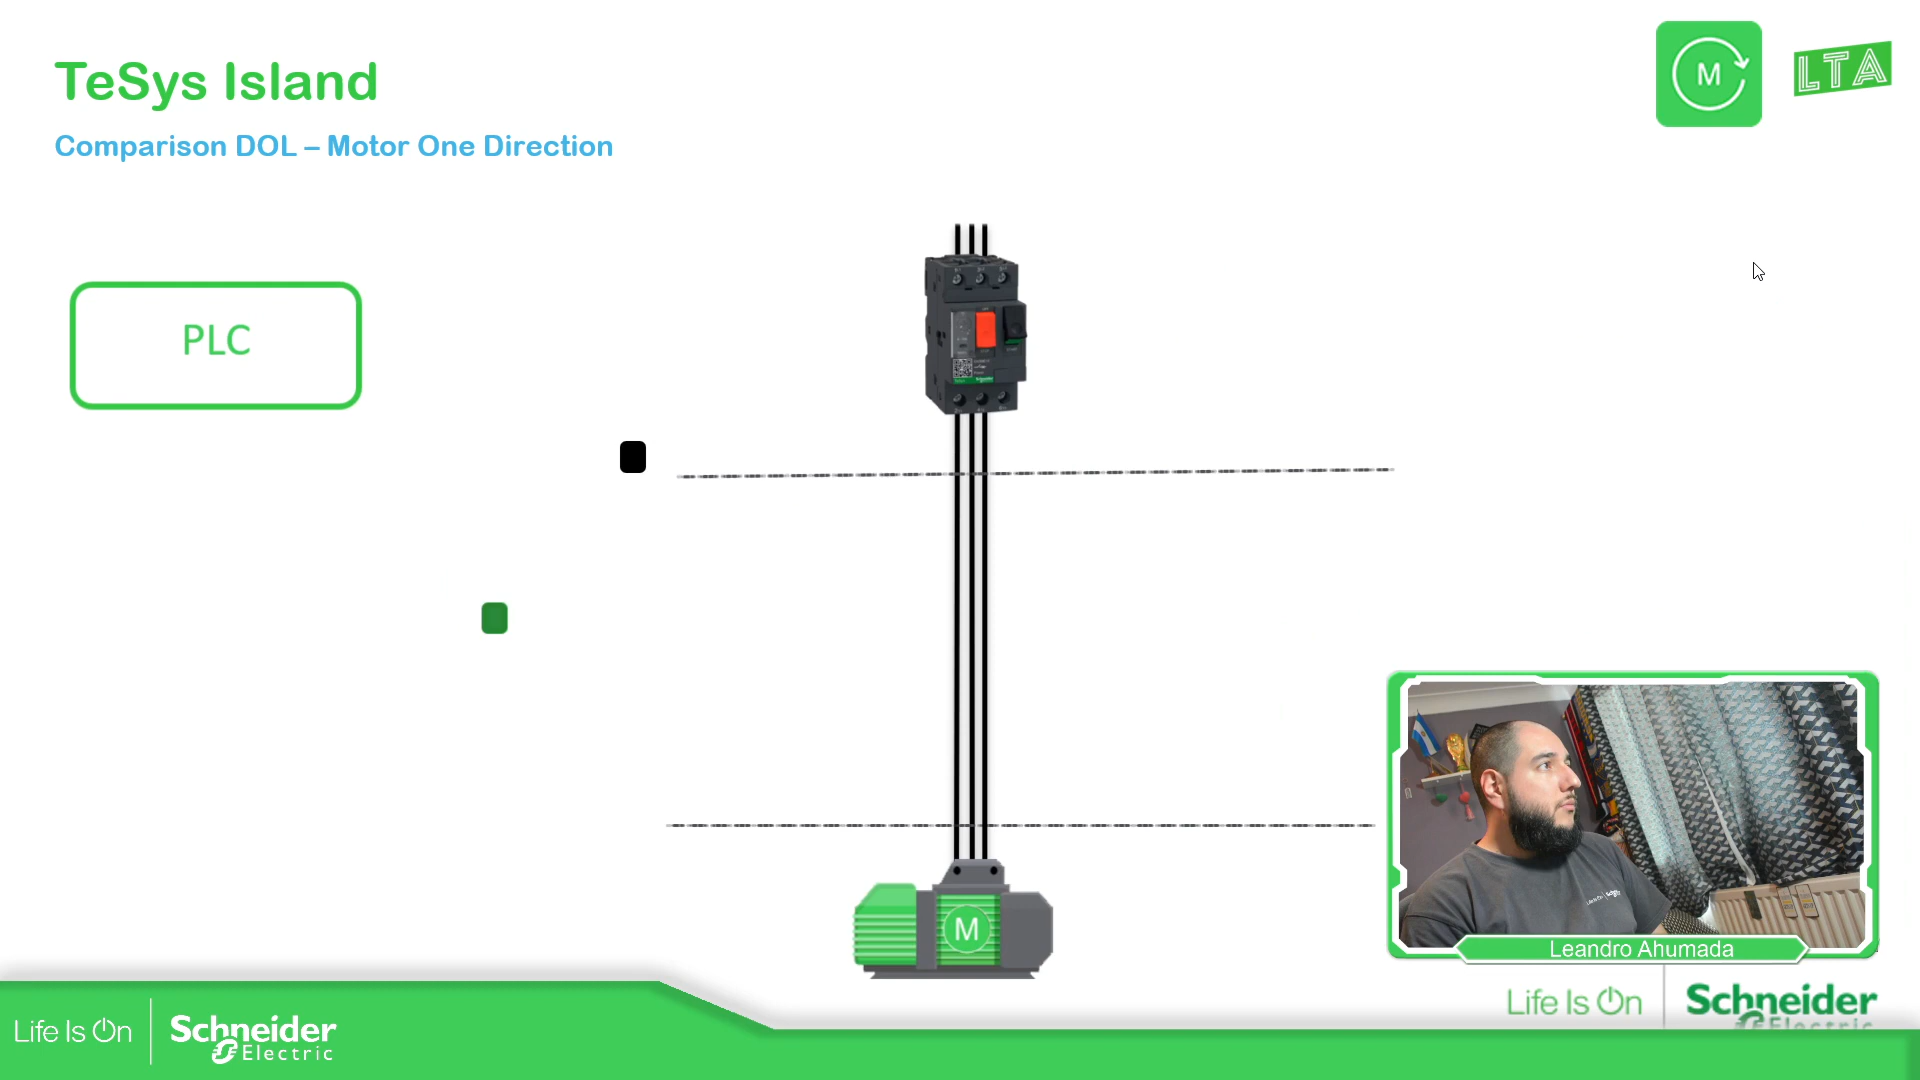 TeSys Island
Comparison DOL – Motor One Direction
M
LTA
PLC
M
Leandro Ahumada
Life Is On
Schneider
Electric
Life Is On
Schneider
Electric